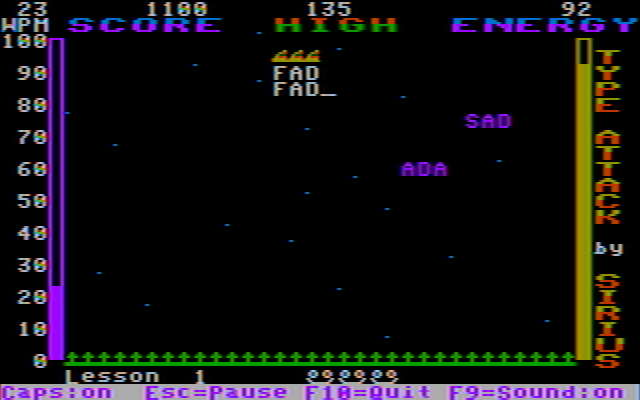 23 1100 135 92
WPM SCORE HIGH ENERGY
100
90
80
70
60
50
40
30
20
10
0
FAD
FAD_
SAD
ADA
TYPE ATTACK by SIRIUS
Lesson 1
Caps:on Esc=Pause F10=Quit F9=Sound:on